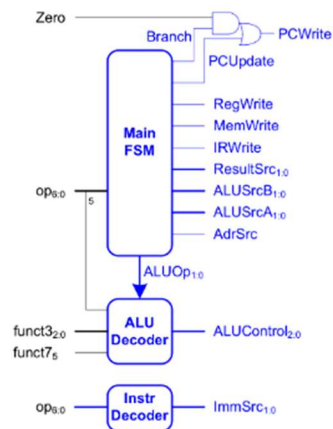 Zero
Branch
PCWrite
PCUpdate
Main
FSM
RegWrite
MemWrite
IRWrite
ResultSrc1:0
ALUSrcB1:0
ALUSrcA1:0
AdrSrc
op6:0
5
ALUOp1:0
ALU
Decoder
funct32:0
funct75
ALUControl2:0
op6:0
Instr
Decoder
ImmSrc1:0